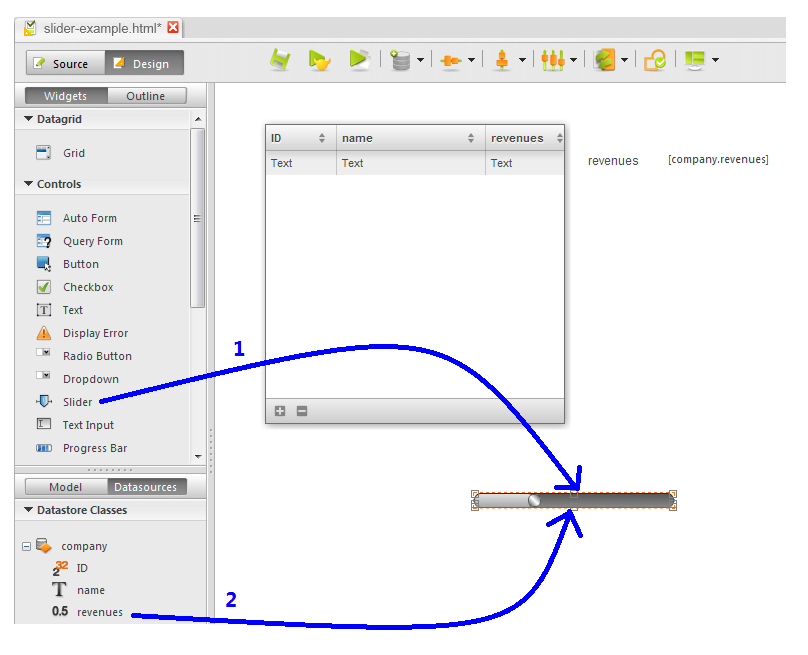 slider-example.html*
Source Design
Widgets Outline
Datagrid
Grid
Controls
Auto Form
Query Form
Button
Checkbox
Text
Display Error
Radio Button
Dropdown
Slider
Text Input
Progress Bar
Model Datasources
Datastore Classes
company
32
2 ID
T name
0.5 revenues
ID name revenues
Text Text Text
revenues [company.revenues]
1
2